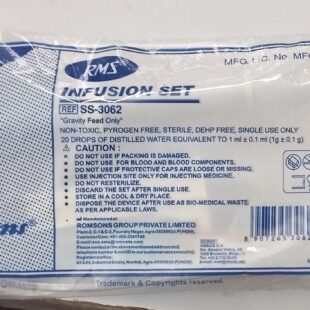 RMS
MFG. LIC. No
MFG
INFUSION SET
REF SS-3062
"Gravity Feed Only"
NON-TOXIC, PYROGEN FREE, STERILE, DEHP FREE, SINGLE USE ONLY
20 DROPS OF DISTILLED WATER EQUIVALENT TO 1 ml ± 0.1 ml (1g ± 0.1 g)
CAUTION :
DO NOT USE IF PACKING IS DAMAGED.
DO NOT USE FOR BLOOD AND BLOOD COMPONENTS.
DO NOT USE IF PROTECTIVE CAPS ARE LOOSE OR MISSING.
USE INJECTION SITE ONLY FOR INJECTING MEDICINE.
DO NOT RESTERILIZE.
DISCARD THE SET AFTER SINGLE USE.
STORE IN A COOL & DRY PLACE.
DISPOSE THE DEVICE AFTER USE AS BIO-MEDICAL WASTE
AS PER APPLICABLE LAWS.
ROMSONS GROUP PRIVATE LIMITED
Customer Care
Trademark & Copyrights reserved